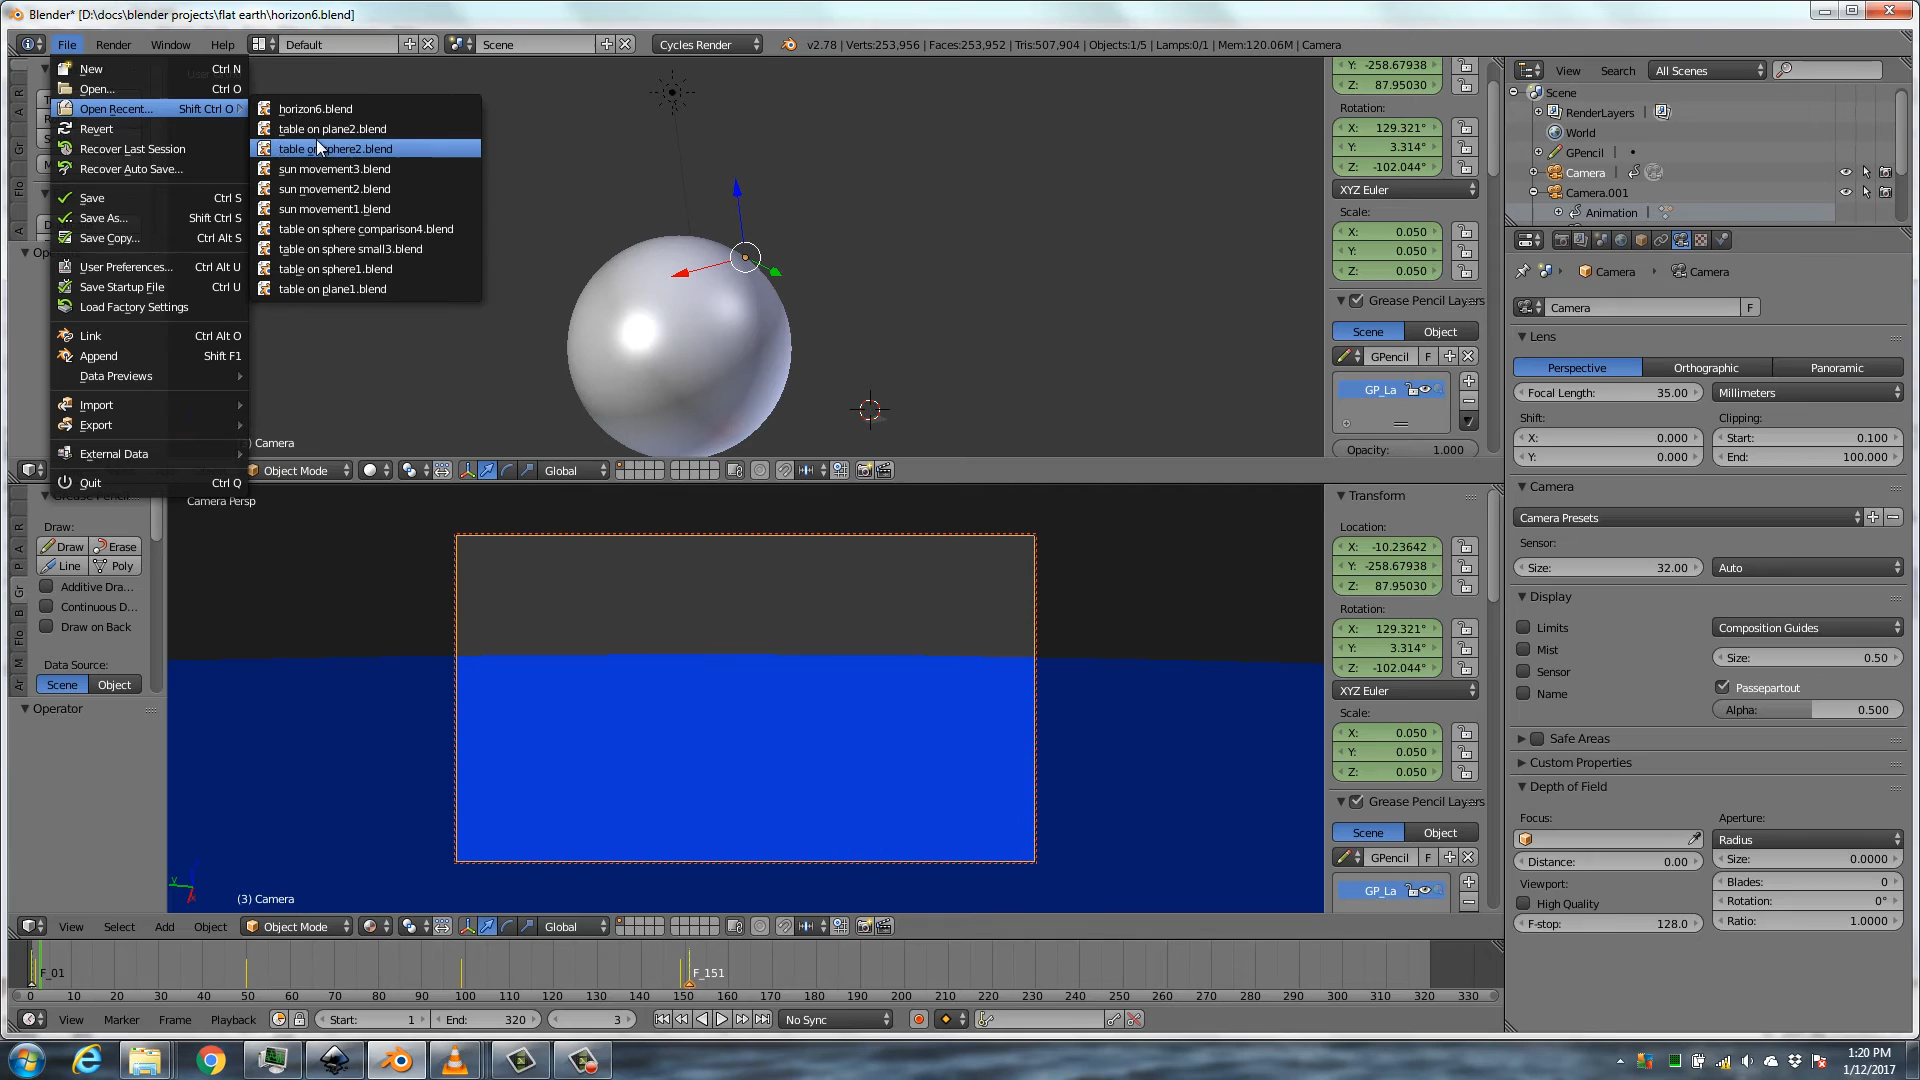 Blender* [D:\docs\blender projects\flat earth\horizon6.blend]
File Render Window Help Default Scene Cycles Render v2.78 | Verts:253,956 | Faces:253,952 | Tris:507,904 | Objects:1/5 | Lamps:0/1 | Mem:120.06M | Camera
New Ctrl N
Open... Ctrl O
Open Recent... Shift Ctrl O
Revert
Recover Last Session
Recover Auto Save...
Save Ctrl S
Save As... Shift Ctrl S
Save Copy... Ctrl Alt S
User Preferences... Ctrl Alt U
Save Startup File Ctrl U
Load Factory Settings
Link Ctrl Alt O
Append Shift F1
Data Previews
Import
Export
External Data
Quit Ctrl Q
horizon6.blend
table on plane2.blend
table on sphere2.blend
sun movement3.blend
sun movement2.blend
sun movement1.blend
table on sphere comparison4.blend
table on sphere small3.blend
table on sphere1.blend
table on plane1.blend
Camera
Object Mode Global
Y: -258.67938
Z: 87.95030
Rotation:
X: 129.321°
Y: 3.314°
Z: -102.044°
XYZ Euler
Scale:
X: 0.050
Y: 0.050
Z: 0.050
Grease Pencil Layers
Scene Object
GPencil F
GP_La
Opacity: 1.000
Camera Persp
Draw:
Draw Erase
Line Poly
Additive Dra...
Continuous D...
Draw on Back
Data Source:
Scene Object
Operator
(3) Camera
Transform
Location:
X: -10.23642
Y: -258.67938
Z: 87.95030
Rotation:
X: 129.321°
Y: 3.314°
Z: -102.044°
XYZ Euler
Scale:
X: 0.050
Y: 0.050
Z: 0.050
Grease Pencil Layers
Scene Object
GPencil F
GP_La
View Select Add Object Object Mode Global
F_01 F_151
0 10 20 30 40 50 60 70 80 90 100 110 120 130 140 150 160 170 180 190 200 210 220 230 240 250 260 270 280 290 300 310 320 330
View Marker Frame Playback Start: 1 End: 320 3 No Sync
View Search All Scenes
Scene
RenderLayers
World
GPencil
Camera
Camera.001
Animation
Camera Camera
Camera F
Lens
Perspective Orthographic Panoramic
Focal Length: 35.00 Millimeters
Shift: Clipping:
X: 0.000 Start: 0.100
Y: 0.000 End: 100.000
Camera
Camera Presets
Sensor:
Size: 32.00 Auto
Display
Limits Composition Guides
Mist Size: 0.50
Sensor Passepartout
Name Alpha: 0.500
Safe Areas
Custom Properties
Depth of Field
Focus: Aperture:
Radius
Distance: 0.00 Size: 0.0000
Viewport: Blades: 0
High Quality Rotation: 0°
F-stop: 128.0 Ratio: 1.0000
1:20 PM
1/12/2017